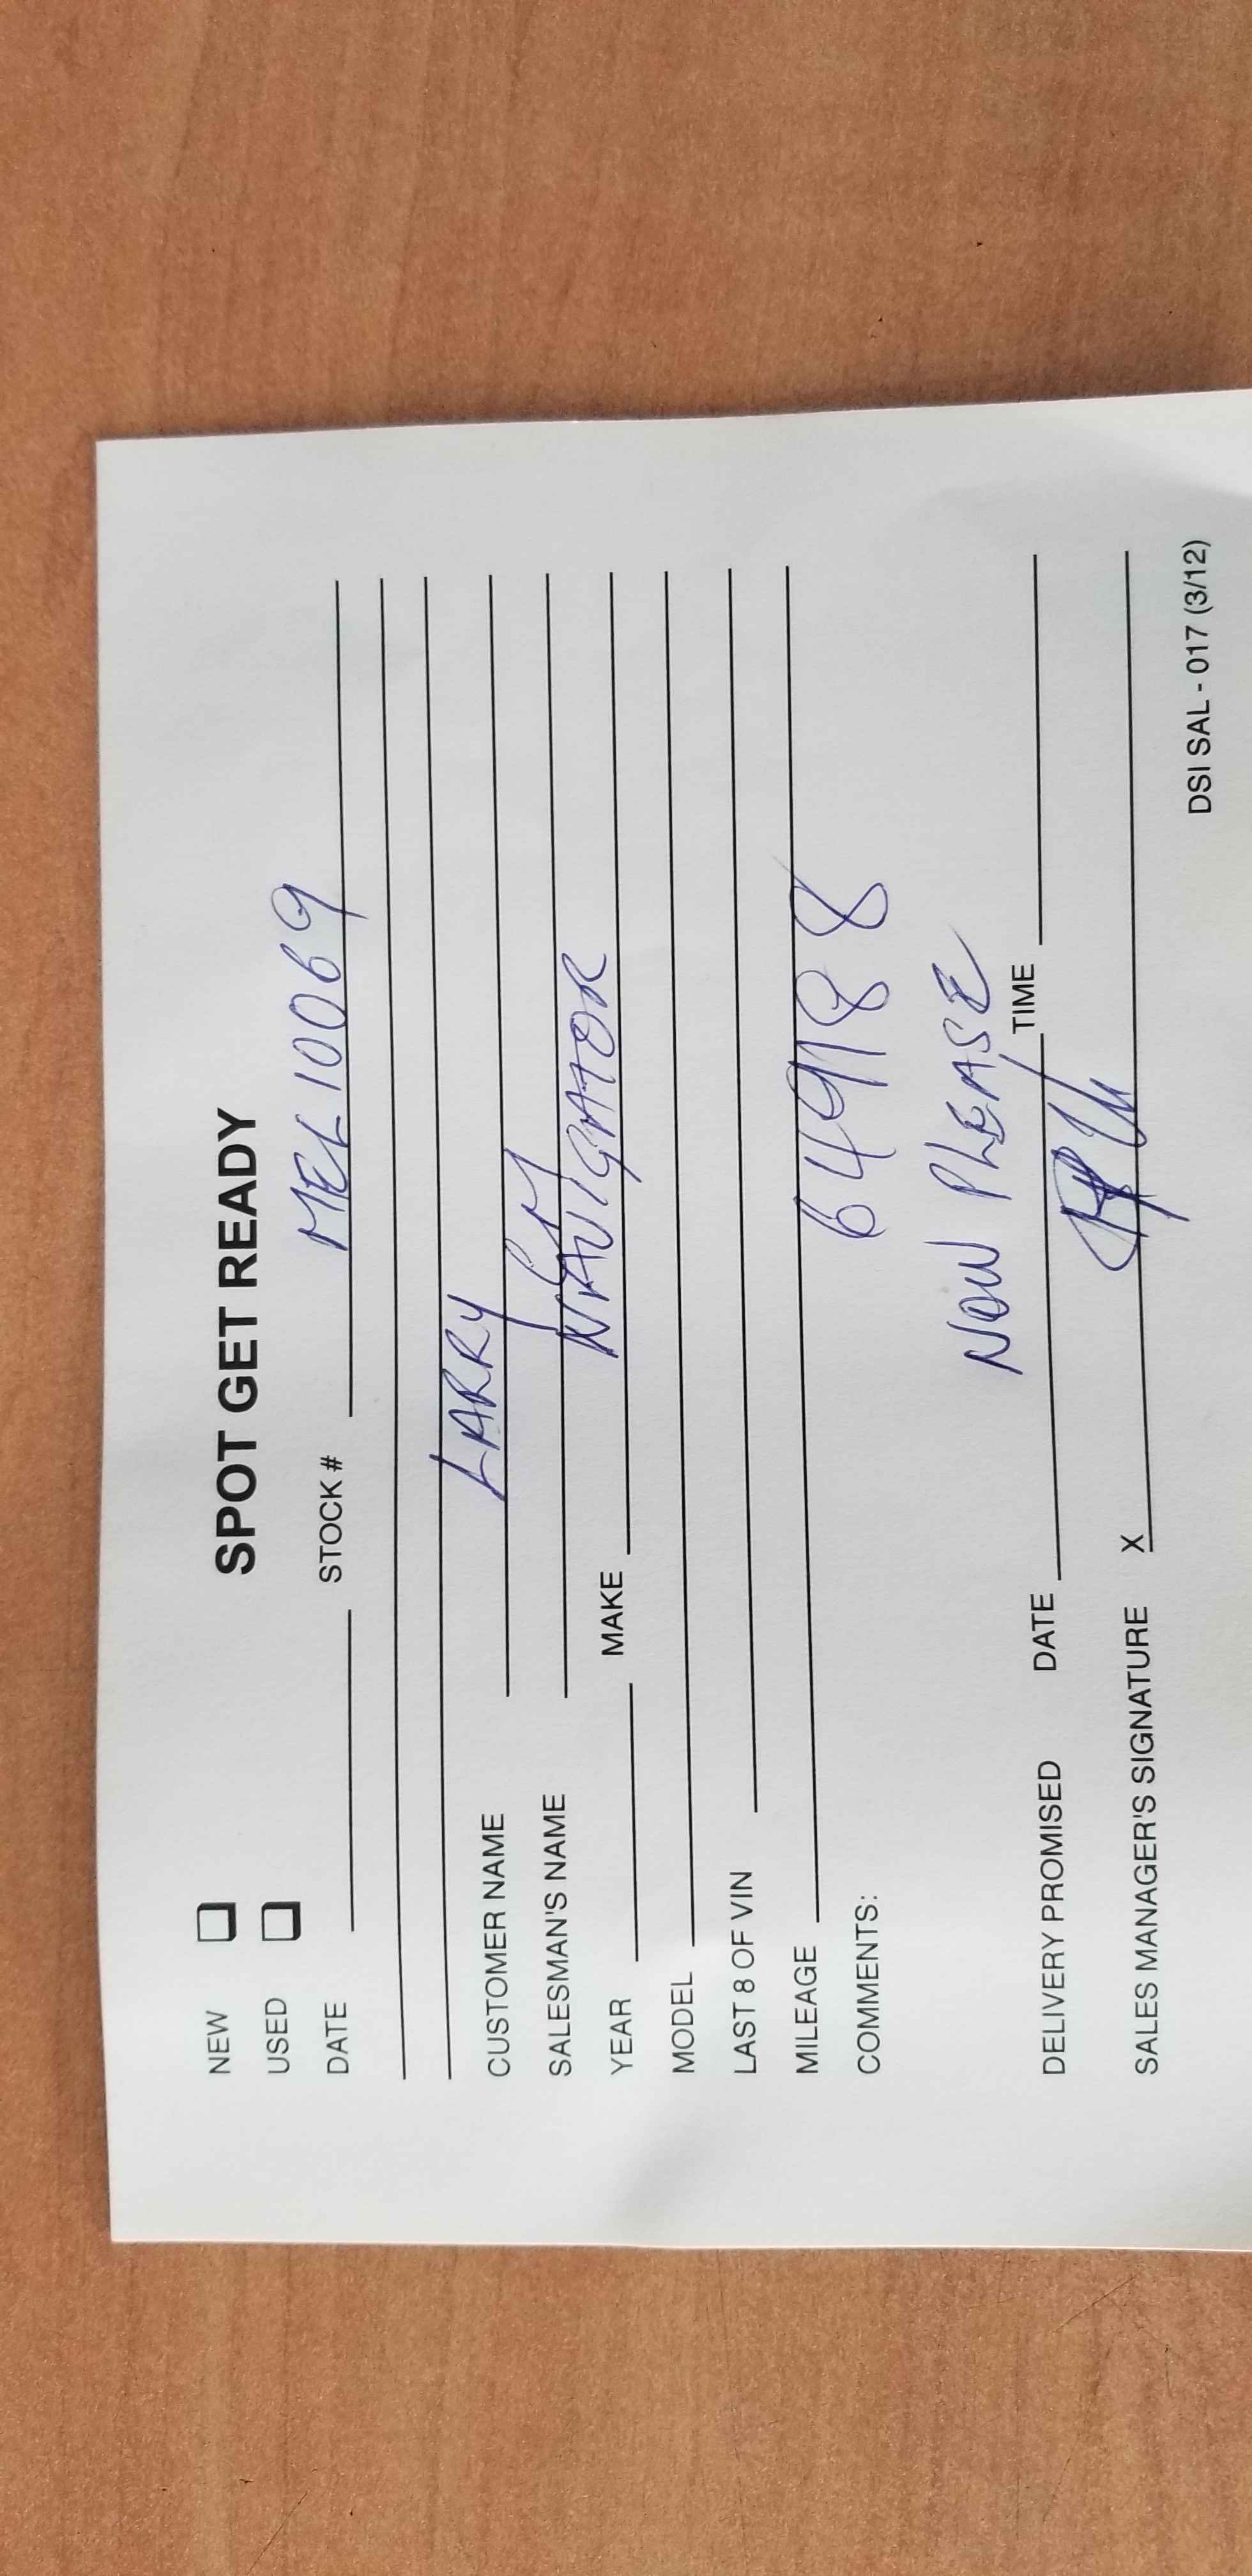 SPOT GET READY
NEW
USED
DATE STOCK # MEL10069
CUSTOMER NAME LARRY
SALESMAN'S NAME
YEAR MAKE NAVIGATOR
MODEL
LAST 8 OF VIN
MILEAGE 64988
COMMENTS:
NOW PLEASE
DELIVERY PROMISED DATE TIME
SALES MANAGER'S SIGNATURE X
DSI SAL - 017 (3/12)